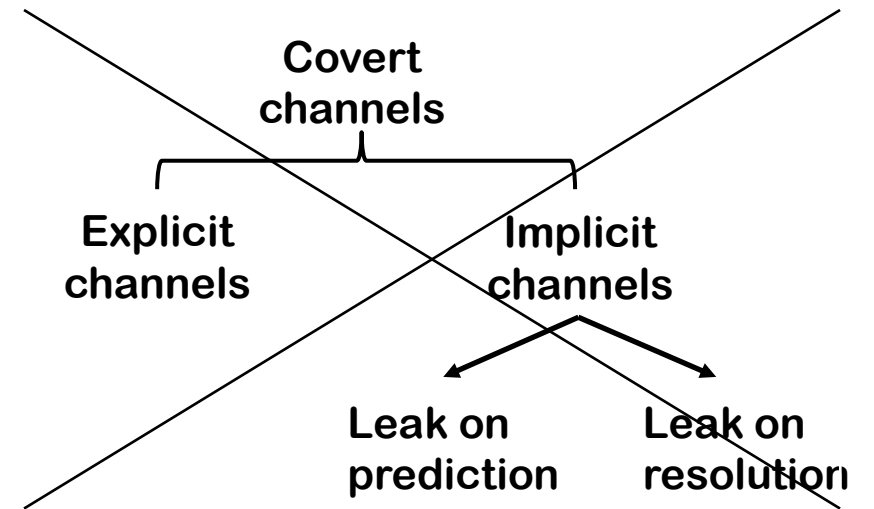 Covert
channels
Explicit
channels
Implicit
channels
Leak on
prediction
Leak on
resolution